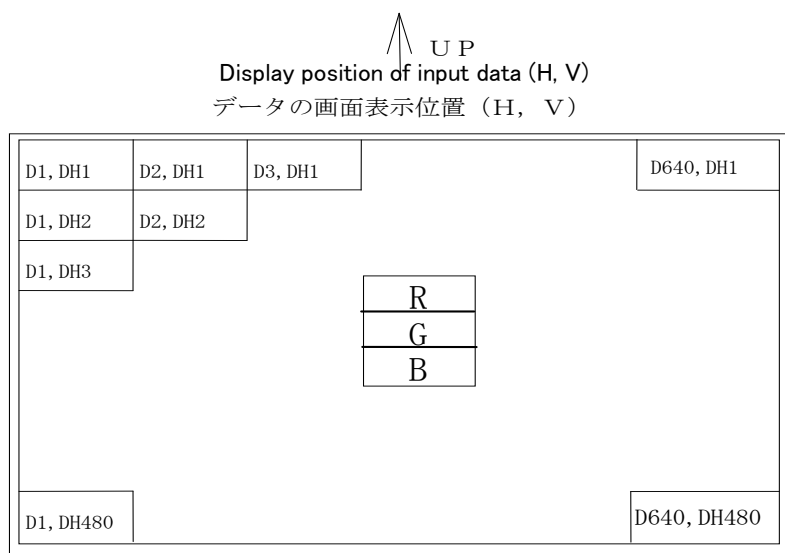 ＵＰ
Display position of input data (H, V)
データの画面表示位置（Ｈ，Ｖ）
D1, DH1 D2, DH1 D3, DH1 D640, DH1
D1, DH2 D2, DH2
D1, DH3
R
G
B
D1, DH480 D640, DH480